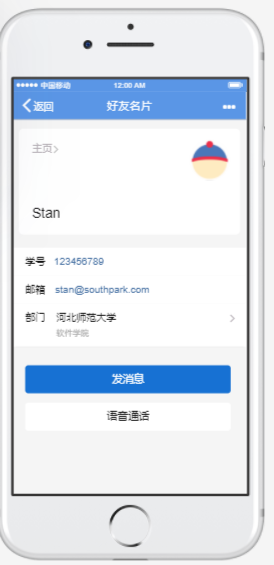 中国移动 12:00 AM
返回 好友名片
主页>
Stan
学号 123456789
邮箱 stan@southpark.com
部门 河北师范大学
软件学院
发消息
语音通话